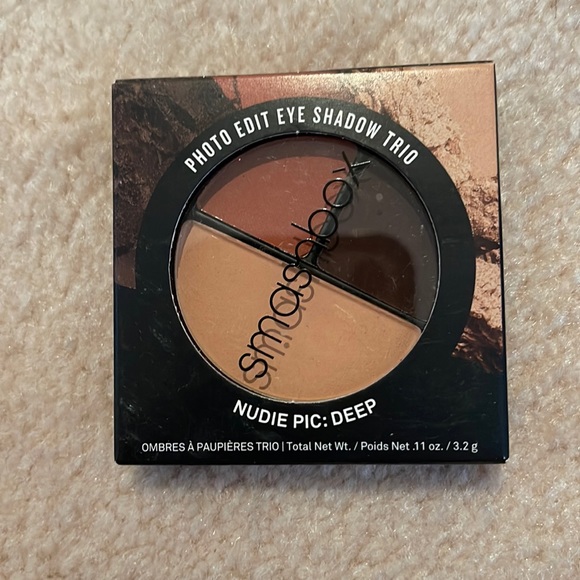 PHOTO EDIT EYE SHADOW TRIO
smashbox
NUDIE PIC: DEEP
OMBRES À PAUPIÈRES TRIO | Total Net Wt. / Poids Net .11 oz. / 3.2 g